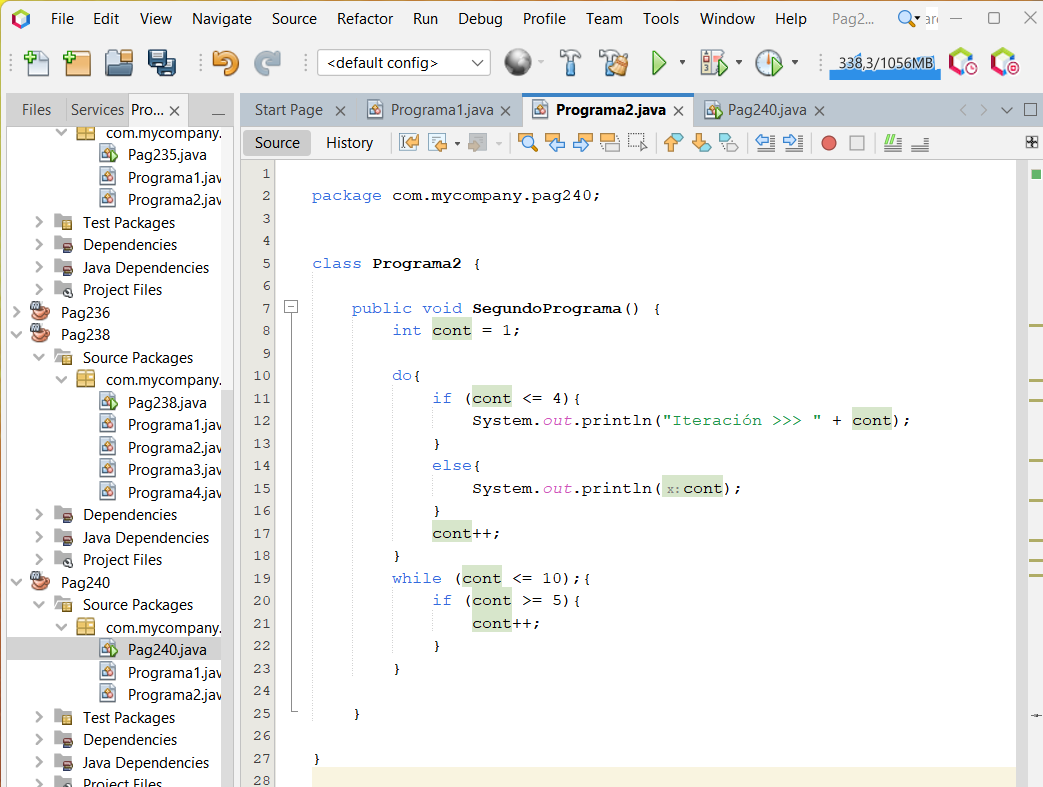 File Edit View Navigate Source Refactor Run Debug Profile Team Tools Window Help Pag2...
<default config> 338,3/1056MB
Files Services Pro... Start Page Programa1.java Programa2.java Pag240.java
Source History
com.mycompany.
Pag235.java
Programa1.jav
Programa2.jav
Test Packages
Dependencies
Java Dependencies
Project Files
Pag236
Pag238
Source Packages
com.mycompany.
Pag238.java
Programa1.jav
Programa2.jav
Programa3.jav
Programa4.jav
Dependencies
Java Dependencies
Project Files
Pag240
Source Packages
com.mycompany.
Pag240.java
Programa1.jav
Programa2.jav
Test Packages
Dependencies
Java Dependencies
Project Files
1
2 package com.mycompany.pag240;
3
4
5 class Programa2 {
6
7 public void SegundoPrograma() {
8 int cont = 1;
9
10 do{
11 if (cont <= 4){
12 System.out.println("Iteración >>> " + cont);
13 }
14 else{
15 System.out.println(x: cont);
16 }
17 cont++;
18 }
19 while (cont <= 10);{
20 if (cont >= 5){
21 cont++;
22 }
23 }
24
25 }
26
27 }
28